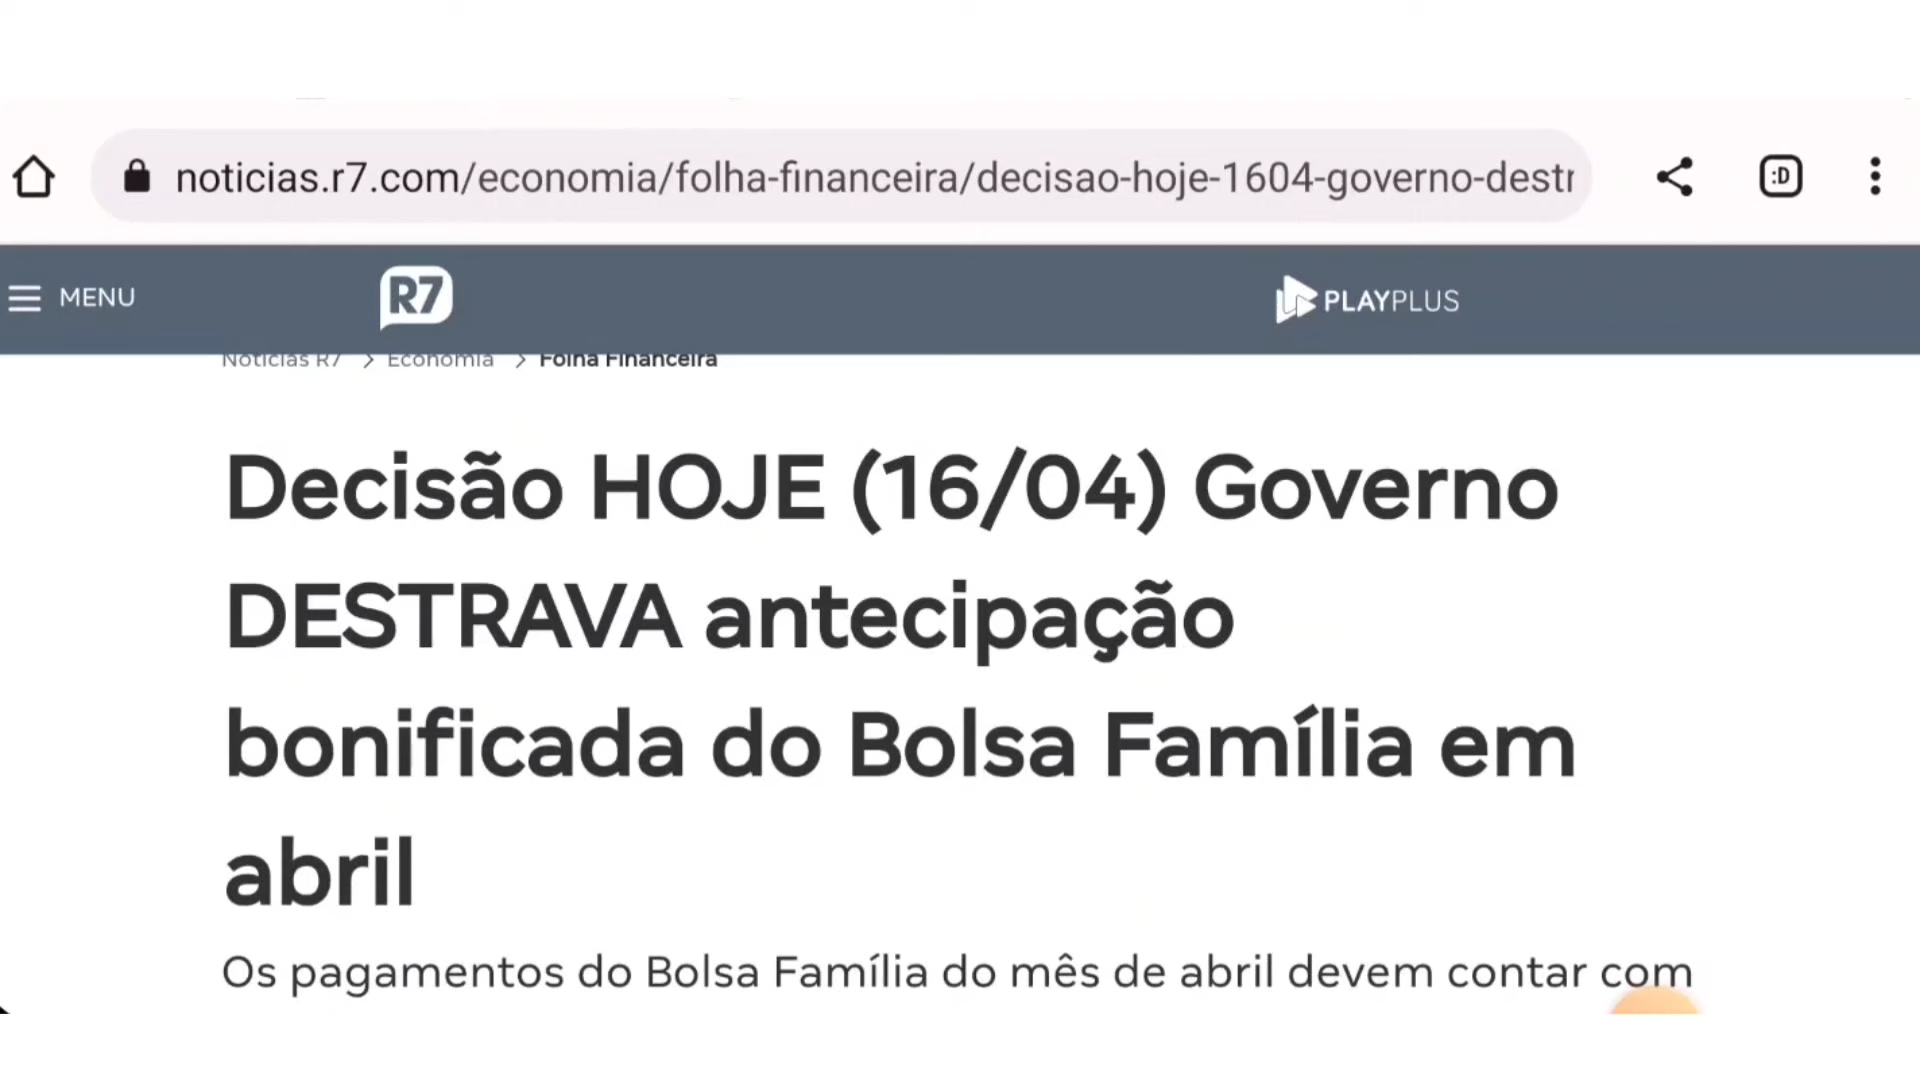 noticias.r7.com/economia/folha-financeira/decisao-hoje-1604-governo-destr
:D
MENU
R7
PLAYPLUS
Notícias R7 > Economia > Folha Financeira
Decisão HOJE (16/04) Governo
DESTRAVA antecipação
bonificada do Bolsa Família em
abril
Os pagamentos do Bolsa Família do mês de abril devem contar com